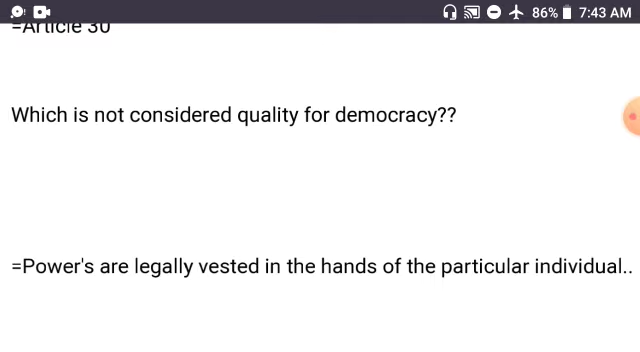 86% 7:43 AM
=Article 30
Which is not considered quality for democracy??
=Power's are legally vested in the hands of the particular individual..